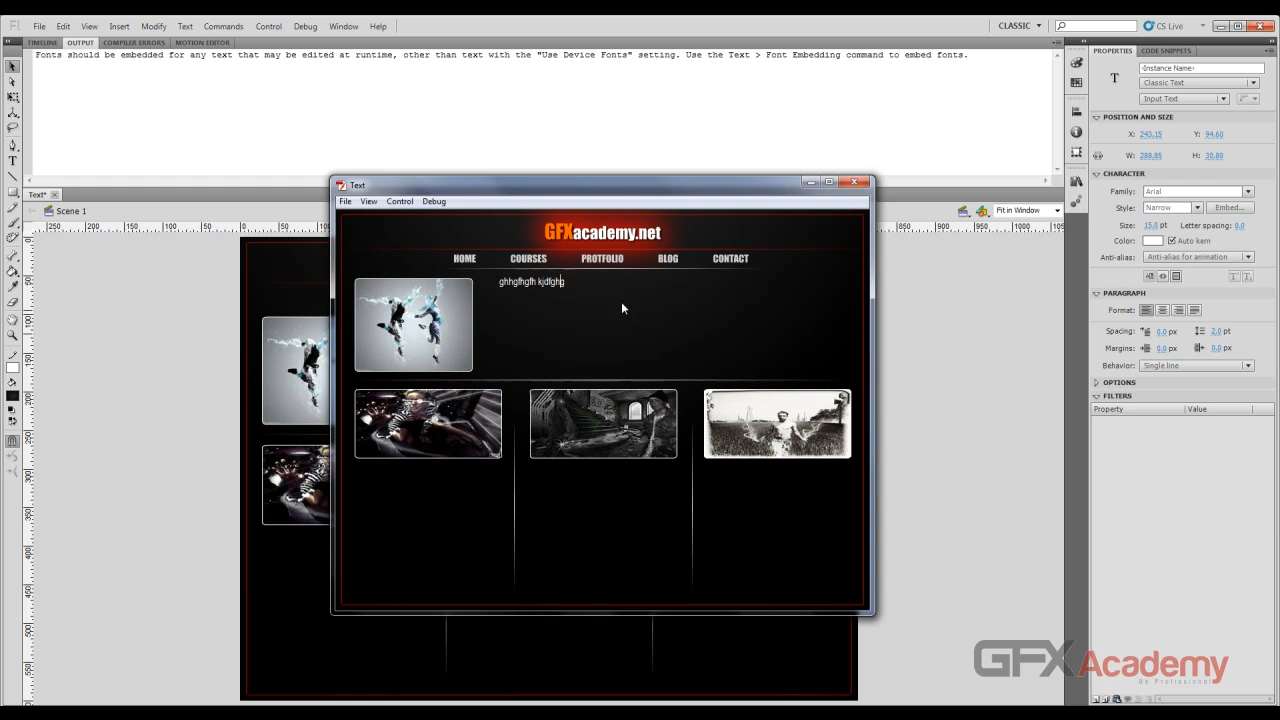 Fl File Edit View Insert Modify Text Commands Control Debug Window Help CLASSIC CS Live
TIMELINE OUTPUT COMPILER ERRORS MOTION EDITOR
Fonts should be embedded for any text that may be edited at runtime, other than text with the "Use Device Fonts" setting. Use the Text > Font Embedding command to embed fonts.
Text*
Scene 1
Fit in Window
Text
File View Control Debug
GFXacademy.net
HOME COURSES PROTFOLIO BLOG CONTACT
ghhgfhgfh kjdfghg
PROPERTIES CODE SNIPPETS
T
<Instance Name>
Classic Text
Input Text
POSITION AND SIZE
X: 243.15 Y: 94.60
W: 288.85 H: 30.80
CHARACTER
Family: Arial
Style: Narrow Embed...
Size: 15.0 pt Letter spacing: 0.0
Color: Auto kern
Anti-alias: Anti-alias for animation
PARAGRAPH
Format:
Spacing: 0.0 px 2.0 pt
Margins: 0.0 px 0.0 px
Behavior: Single line
OPTIONS
FILTERS
Property Value
GFXAcademy
Be Professional